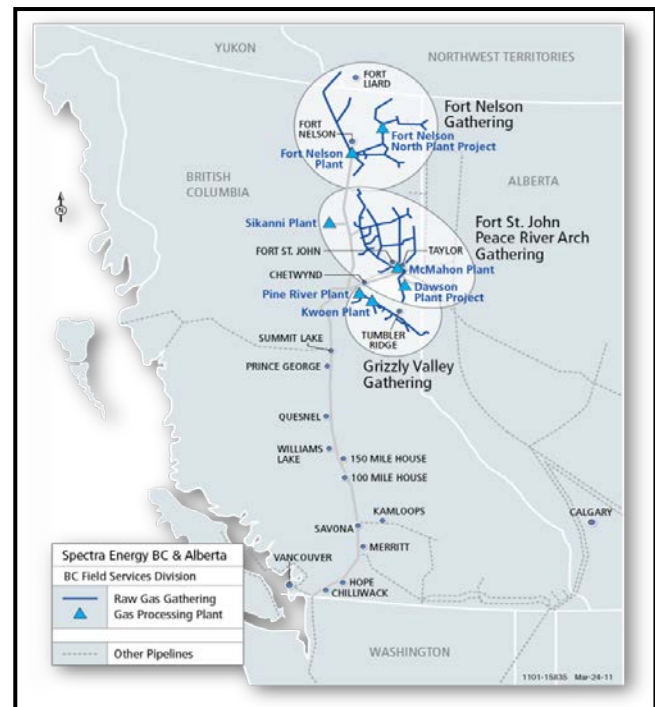 YUKON
NORTHWEST TERRITORIES
FORT
LIARD
Fort Nelson
Gathering
FORT
NELSON
Fort Nelson
North Plant Project
Fort Nelson
Plant
BRITISH
COLUMBIA
ALBERTA
Sikanni Plant
Fort St. John
Peace River Arch
Gathering
FORT ST. JOHN
TAYLOR
McMahon Plant
CHETWYND
Dawson
Plant Project
Pine River Plant
Kwoen Plant
TUMBLER
RIDGE
SUMMIT LAKE
Grizzly Valley
Gathering
PRINCE GEORGE
QUESNEL
WILLIAMS
LAKE
150 MILE HOUSE
100 MILE HOUSE
KAMLOOPS
CALGARY
SAVONA
MERRITT
VANCOUVER
HOPE
CHILLIWACK
WASHINGTON
N
Spectra Energy BC & Alberta
BC Field Services Division
Raw Gas Gathering
Gas Processing Plant
Other Pipelines
1101-15835 Mar-24-11